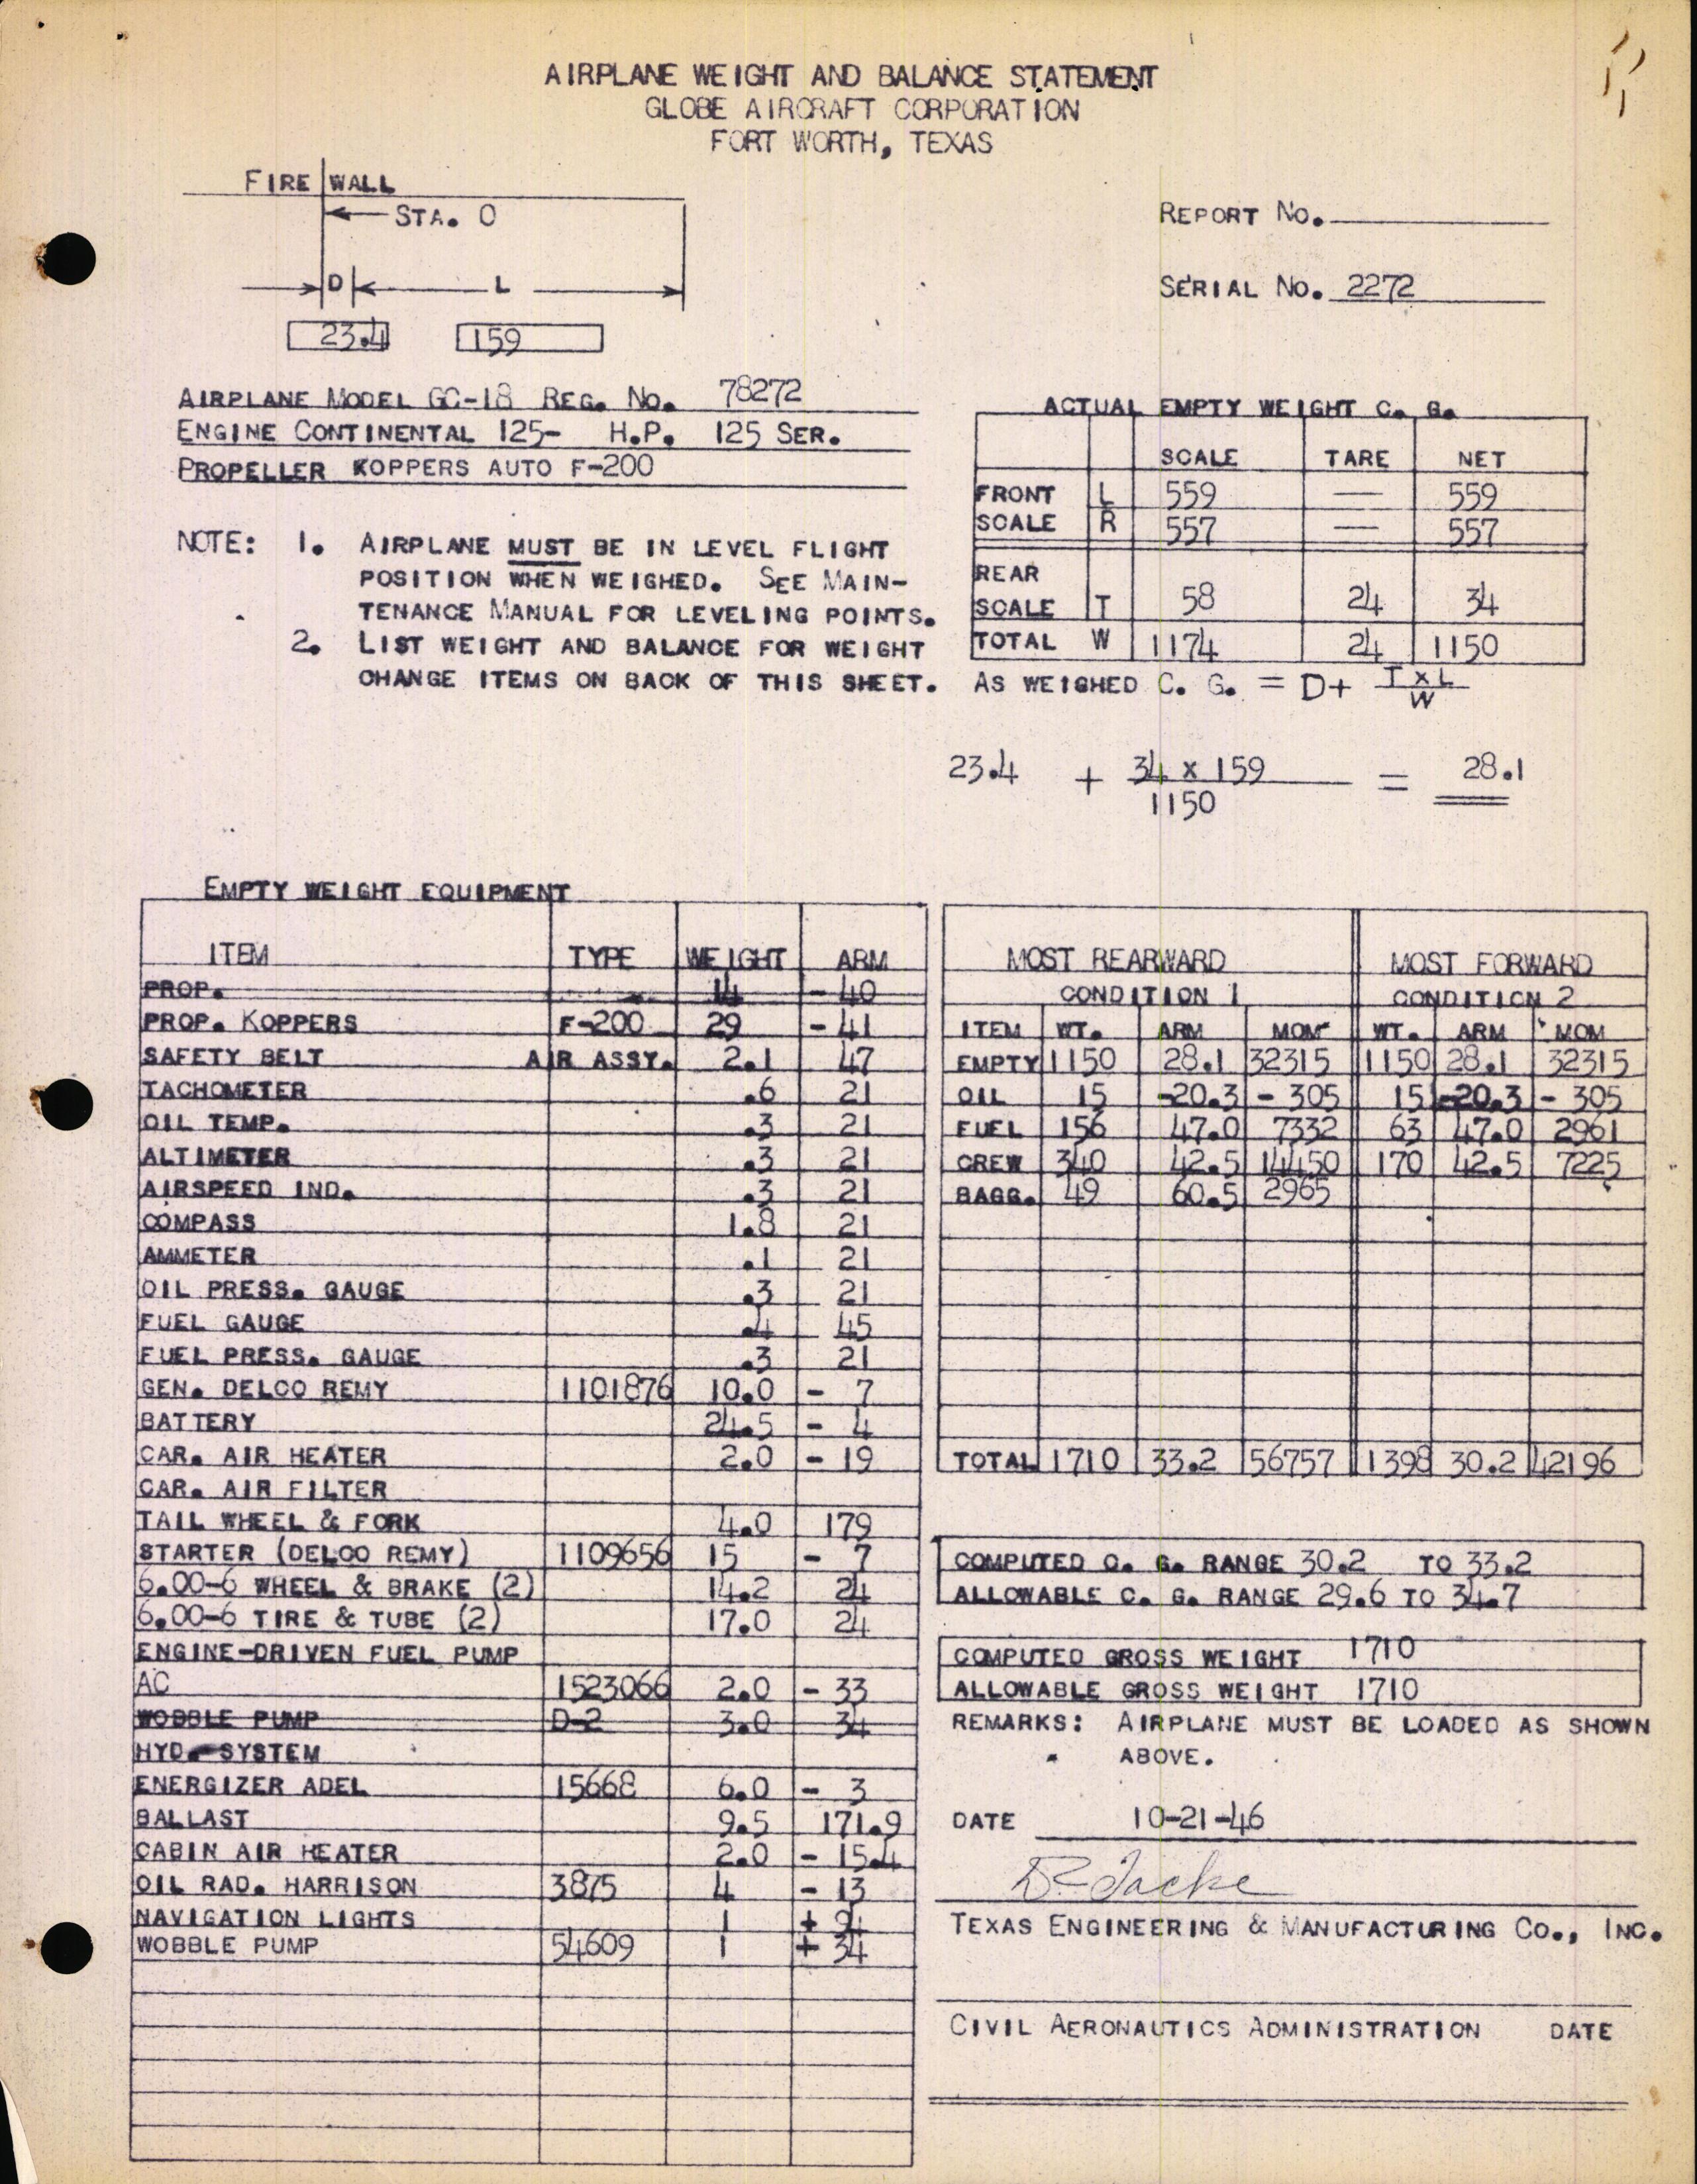 AIRPLANE WEIGHT AND BALANCE STATEMENT
GLOBE AIRCRAFT CORPORATION
FORT WORTH, TEXAS
FIRE WALL
STA. 0
D L
23.4 159
REPORT NO.
SERIAL NO. 2272
AIRPLANE MODEL GC-1B REG. NO. 78272
ENGINE CONTINENTAL 125- H.P. 125 SER.
PROPELLER KOPPERS AUTO F-200
NOTE: 1. AIRPLANE MUST BE IN LEVEL FLIGHT
POSITION WHEN WEIGHED. SEE MAIN-
TENANCE MANUAL FOR LEVELING POINTS.
2. LIST WEIGHT AND BALANCE FOR WEIGHT
CHANGE ITEMS ON BACK OF THIS SHEET.
ACTUAL EMPTY WEIGHT C. G.
SCALE TARE NET
FRONT L 559 — 559
SCALE R 557 — 557
REAR
SCALE T 58 24 34
TOTAL W 1174 24 1150
AS WEIGHED C. G. = D+ T x L
W
23.4 + 34 x 159 = 28.1
1150
EMPTY WEIGHT EQUIPMENT
ITEM TYPE WEIGHT ARM
PROP. 14 - 40
PROP. KOPPERS F-200 29 - 41
SAFETY BELT AIR ASSY. 2.1 47
TACHOMETER .6 21
OIL TEMP. .3 21
ALTIMETER .3 21
AIRSPEED IND. .3 21
COMPASS 1.8 21
AMMETER .1 21
OIL PRESS. GAUGE .3 21
FUEL GAUGE .4 45
FUEL PRESS. GAUGE .3 21
GEN. DELCO REMY 1101876 10.0 - 7
BATTERY 24.5 - 4
CAR. AIR HEATER 2.0 - 19
CAR. AIR FILTER
TAIL WHEEL & FORK 4.0 179
STARTER (DELCO REMY) 1109656 15 - 7
6.00-6 WHEEL & BRAKE (2) 14.2 24
6.00-6 TIRE & TUBE (2) 17.0 24
ENGINE-DRIVEN FUEL PUMP
AC 1523066 2.0 - 33
WOBBLE PUMP D-2 3.0 34
HYD. SYSTEM
ENERGIZER ADEL 15668 6.0 - 3
BALLAST 9.5 171.9
CABIN AIR HEATER 2.0 - 15.4
OIL RAD. HARRISON 3875 4 - 13
NAVIGATION LIGHTS 1 + 94
WOBBLE PUMP 54609 1 + 34
MOST REARWARD MOST FORWARD
CONDITION 1 CONDITION 2
ITEM WT. ARM MOM WT. ARM MOM
EMPTY 1150 28.1 32315 1150 28.1 32315
OIL 15 -20.3 - 305 15 -20.3 - 305
FUEL 156 47.0 7332 63 47.0 2961
CREW 340 42.5 14450 170 42.5 7225
BAGG. 49 60.5 2965
TOTAL 1710 33.2 56757 1398 30.2 42196
COMPUTED C. G. RANGE 30.2 TO 33.2
ALLOWABLE C. G. RANGE 29.6 TO 34.7
COMPUTED GROSS WEIGHT 1710
ALLOWABLE GROSS WEIGHT 1710
REMARKS: AIRPLANE MUST BE LOADED AS SHOWN
ABOVE.
DATE 10-21-46
TEXAS ENGINEERING & MANUFACTURING CO., INC.
CIVIL AERONAUTICS ADMINISTRATION DATE